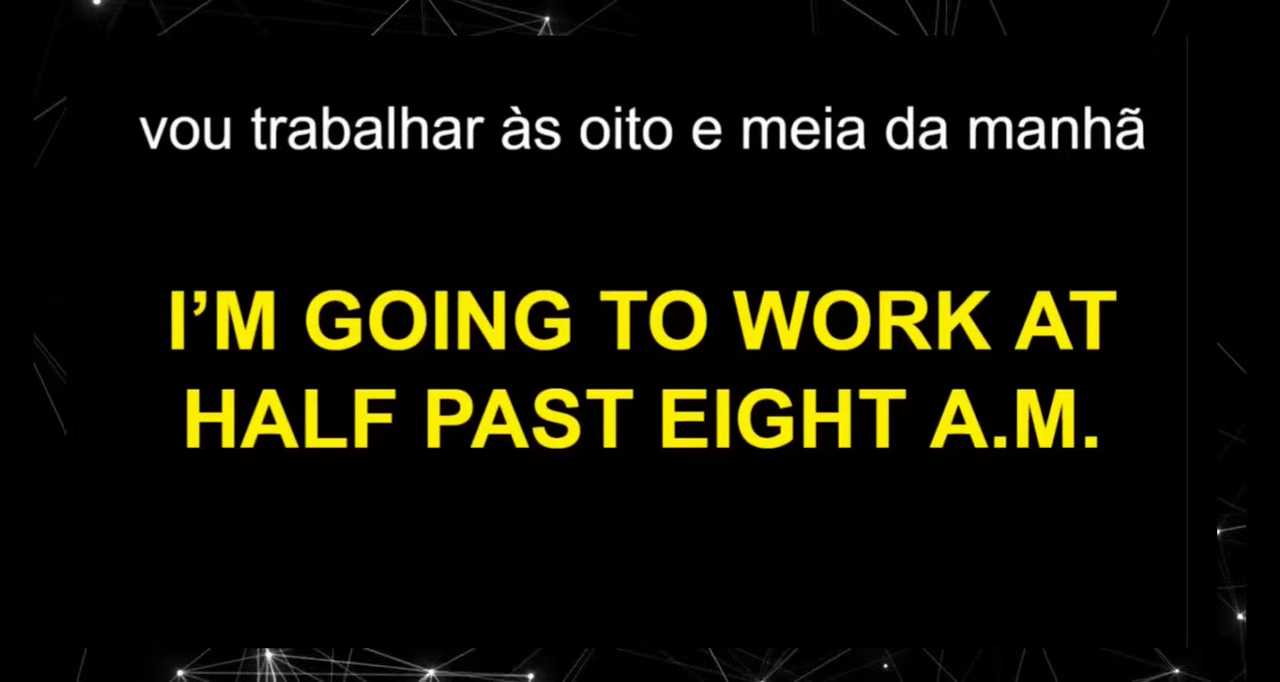 vou trabalhar às oito e meia da manhã
I’M GOING TO WORK AT
HALF PAST EIGHT A.M.